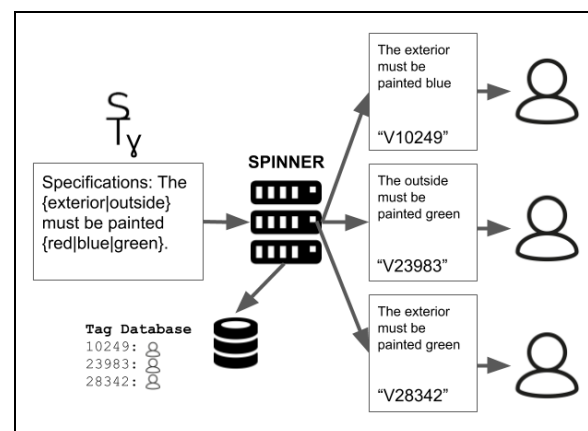 S
Tγ
Specifications: The
{exterior|outside}
must be painted
{red|blue|green}.
SPINNER
Tag Database
10249:
23983:
28342:
The exterior
must be
painted blue
“V10249”
The outside
must be
painted green
“V23983”
The exterior
must be
painted green
“V28342”